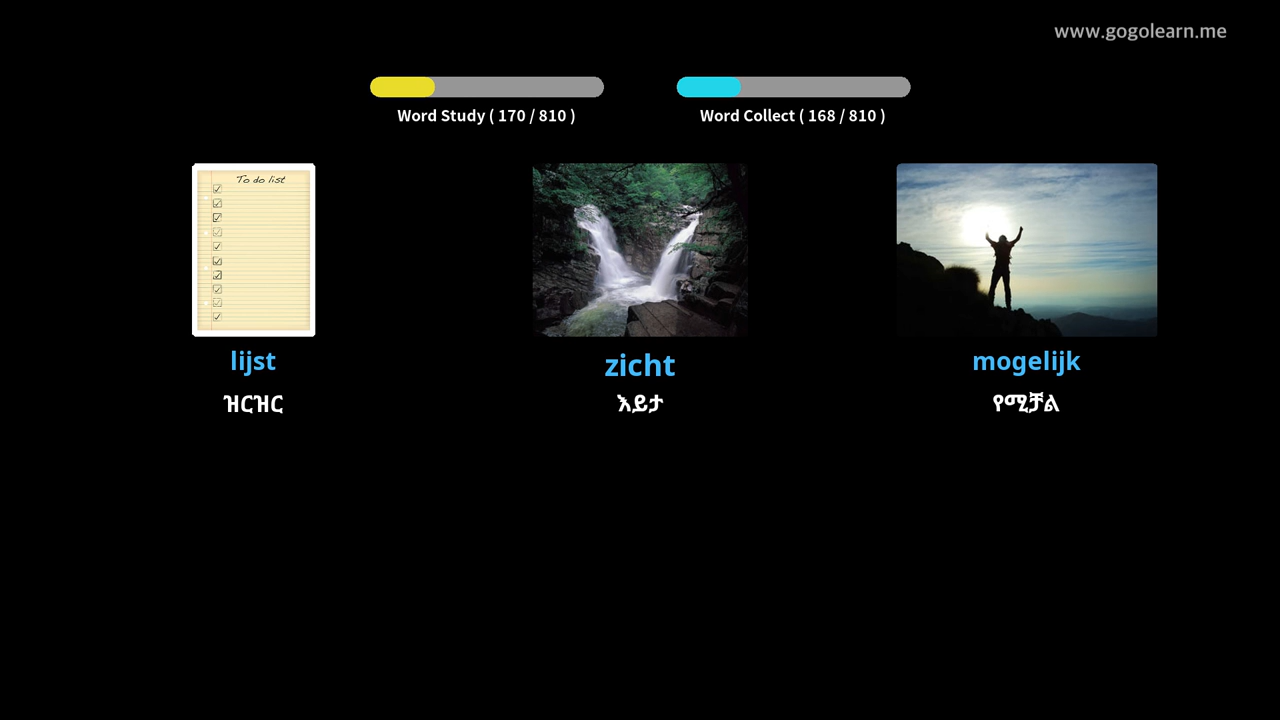 www.gogolearn.me
Word Study ( 170 / 810 )
Word Collect ( 168 / 810 )
To do list
lijst
ዝርዝር
zicht
እይታ
mogelijk
የሚቻል